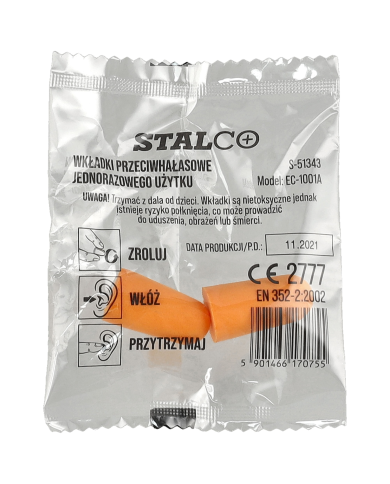 STALCO
WKŁADKI PRZECIWHAŁASOWE
JEDNORAZOWEGO UŻYTKU
S-51343
Model: EC-1001A
UWAGA! Trzymać z dala od dzieci. Wkładki są nietoksyczne jednak
istnieje ryzyko połknięcia, co może prowadzić
do uduszenia, obrażeń lub śmierci.
ZROLUJ
DATA PRODUKCJI/P.D.: 11.2021
CE 2777
WŁÓŻ
EN 352-2:2002
PRZYTRZYMAJ
5 901466 170755